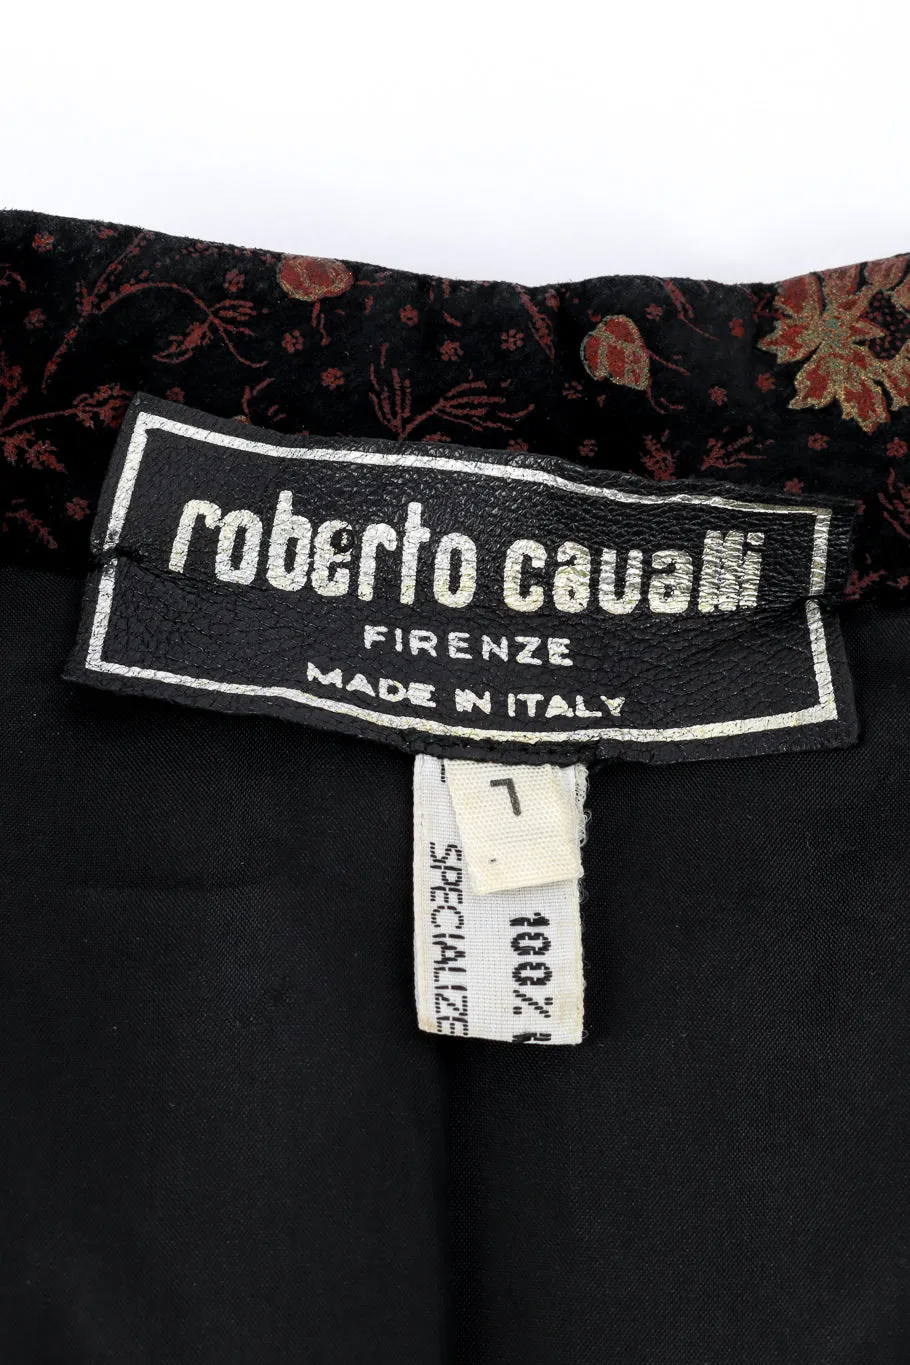 roberto cavalli
FIRENZE
MADE IN ITALY
L
SPECIALIZE
100%